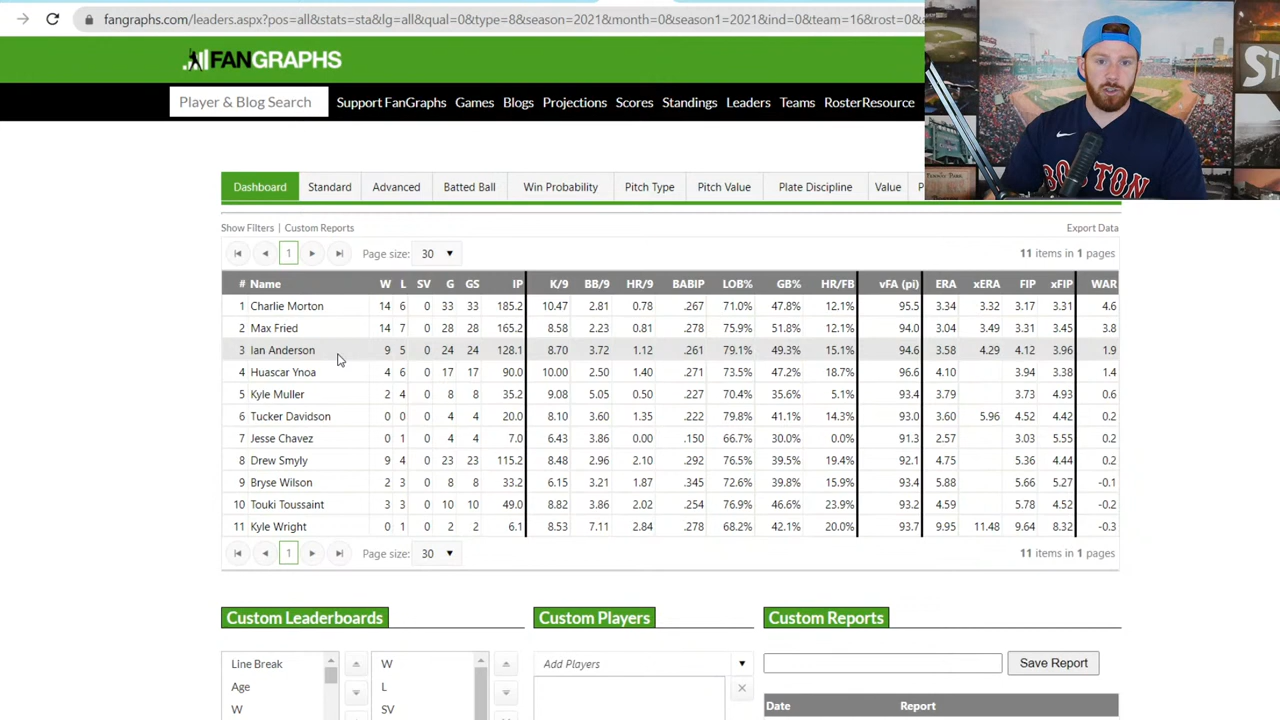 fangraphs.com/leaders.aspx?pos=all&stats=sta&lg=all&qual=0&type=8&season=2021&month=0&season1=2021&ind=0&team=16&rost=0&
FANGRAPHS
Player & Blog Search Support FanGraphs Games Blogs Projections Scores Standings Leaders Teams RosterResource
BOSTON
Dashboard Standard Advanced Batted Ball Win Probability Pitch Type Pitch Value Plate Discipline Value P
Show Filters | Custom Reports Export Data
1 Page size: 30 11 items in 1 pages
# Name W L SV G GS IP K/9 BB/9 HR/9 BABIP LOB% GB% HR/FB vFA (pi) ERA xERA FIP xFIP WAR
1 Charlie Morton 14 6 0 33 33 185.2 10.47 2.81 0.78 .267 71.0% 47.8% 12.1% 95.5 3.34 3.32 3.17 3.31 4.6
2 Max Fried 14 7 0 28 28 165.2 8.58 2.23 0.81 .278 75.9% 51.8% 12.1% 94.0 3.04 3.49 3.31 3.45 3.8
3 Ian Anderson 9 5 0 24 24 128.1 8.70 3.72 1.12 .261 79.1% 49.3% 15.1% 94.6 3.58 4.29 4.12 3.96 1.9
4 Huascar Ynoa 4 6 0 17 17 90.0 10.00 2.50 1.40 .271 73.5% 47.2% 18.7% 96.6 4.10 3.94 3.38 1.4
5 Kyle Muller 2 4 0 8 8 35.2 9.08 5.05 0.50 .227 70.4% 35.6% 5.1% 93.4 3.79 3.73 4.93 0.6
6 Tucker Davidson 0 0 0 4 4 20.0 8.10 3.60 1.35 .222 79.8% 41.1% 14.3% 93.0 3.60 5.96 4.52 4.42 0.2
7 Jesse Chavez 0 1 0 4 4 7.0 6.43 3.86 0.00 .150 66.7% 30.0% 0.0% 91.3 2.57 3.03 5.55 0.2
8 Drew Smyly 9 4 0 23 23 115.2 8.48 2.96 2.10 .292 76.5% 39.5% 19.4% 92.1 4.75 5.36 4.44 0.2
9 Bryse Wilson 2 3 0 8 8 33.2 6.15 3.21 1.87 .345 72.6% 39.8% 15.9% 93.4 5.88 5.66 5.27 -0.1
10 Touki Toussaint 3 3 0 10 10 49.0 8.82 3.86 2.02 .254 76.9% 46.6% 23.9% 93.2 4.59 5.78 4.52 -0.2
11 Kyle Wright 0 1 0 2 2 6.1 8.53 7.11 2.84 .278 68.2% 42.1% 20.0% 93.7 9.95 11.48 9.64 8.32 -0.3
1 Page size: 30 11 items in 1 pages
Custom Leaderboards Custom Players Custom Reports
Line Break W Add Players Save Report
Age L
W SV Date Report